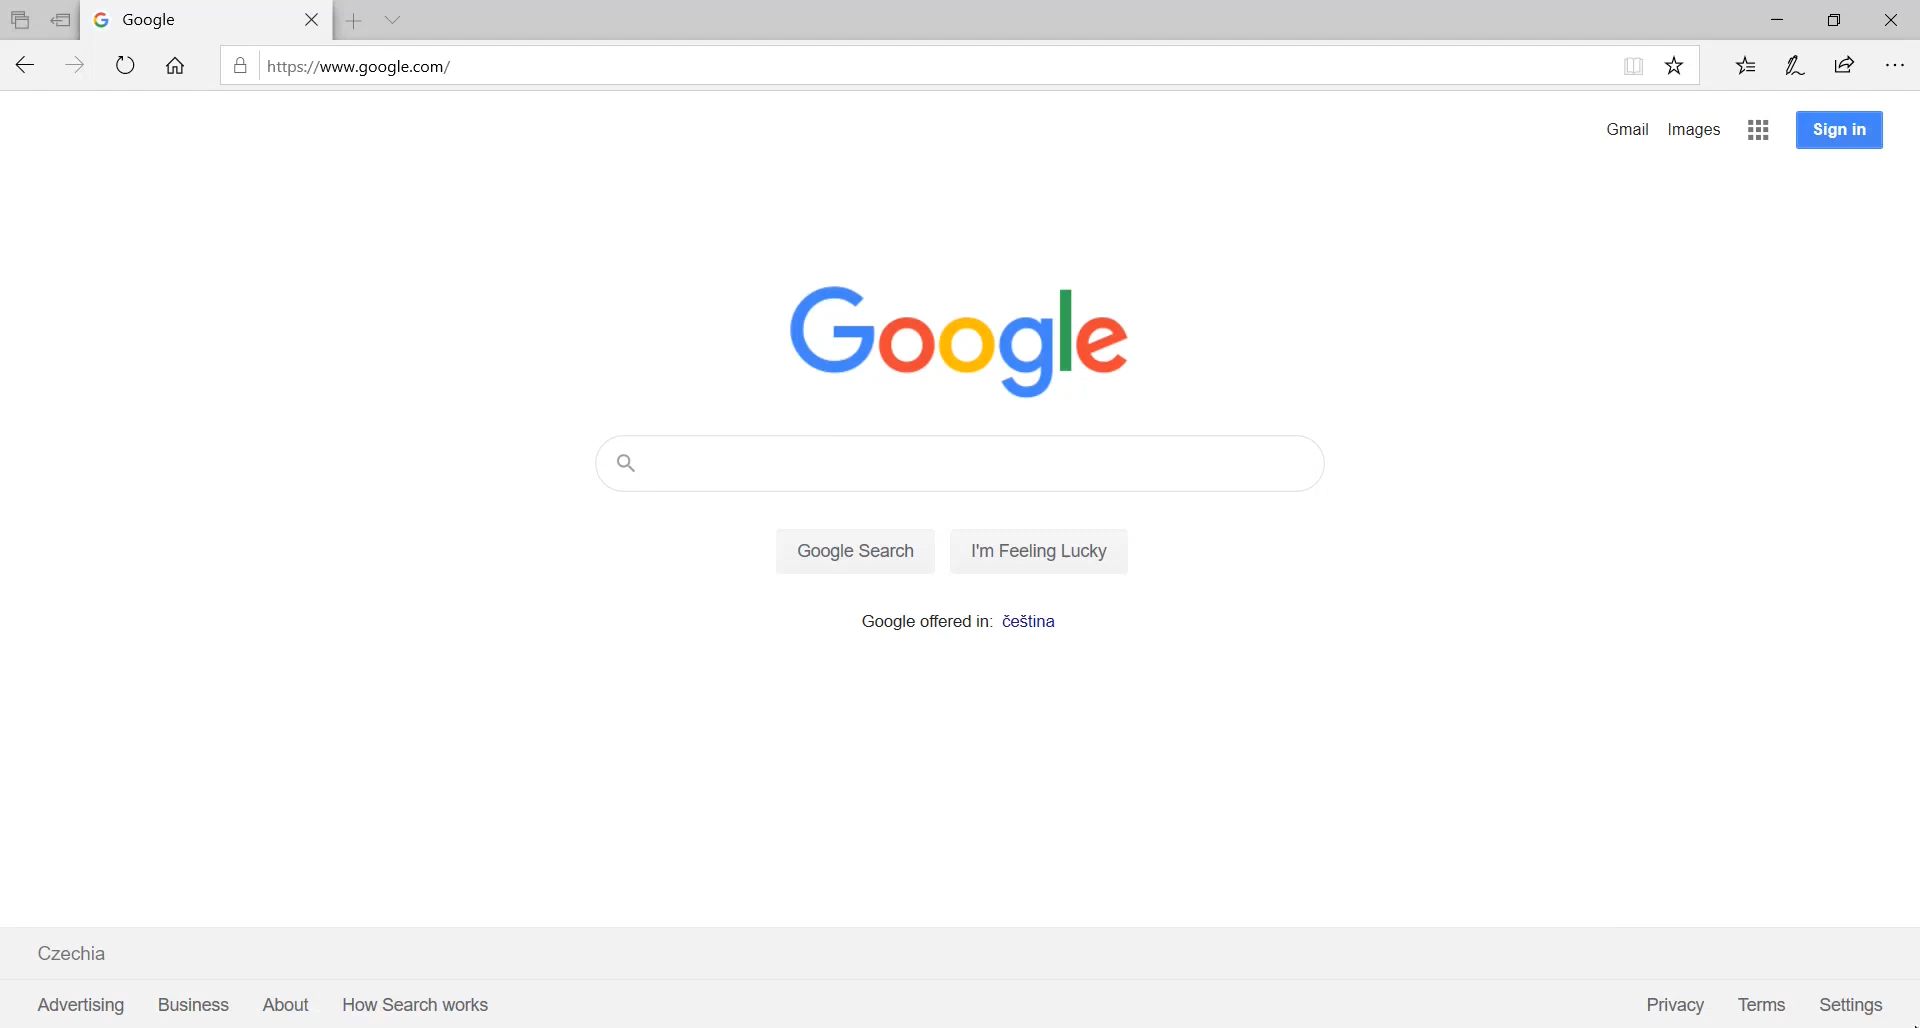 Google
https://www.google.com/
Gmail Images Sign in
Google
Google Search I'm Feeling Lucky
Google offered in: čeština
Czechia
Advertising Business About How Search works Privacy Terms Settings